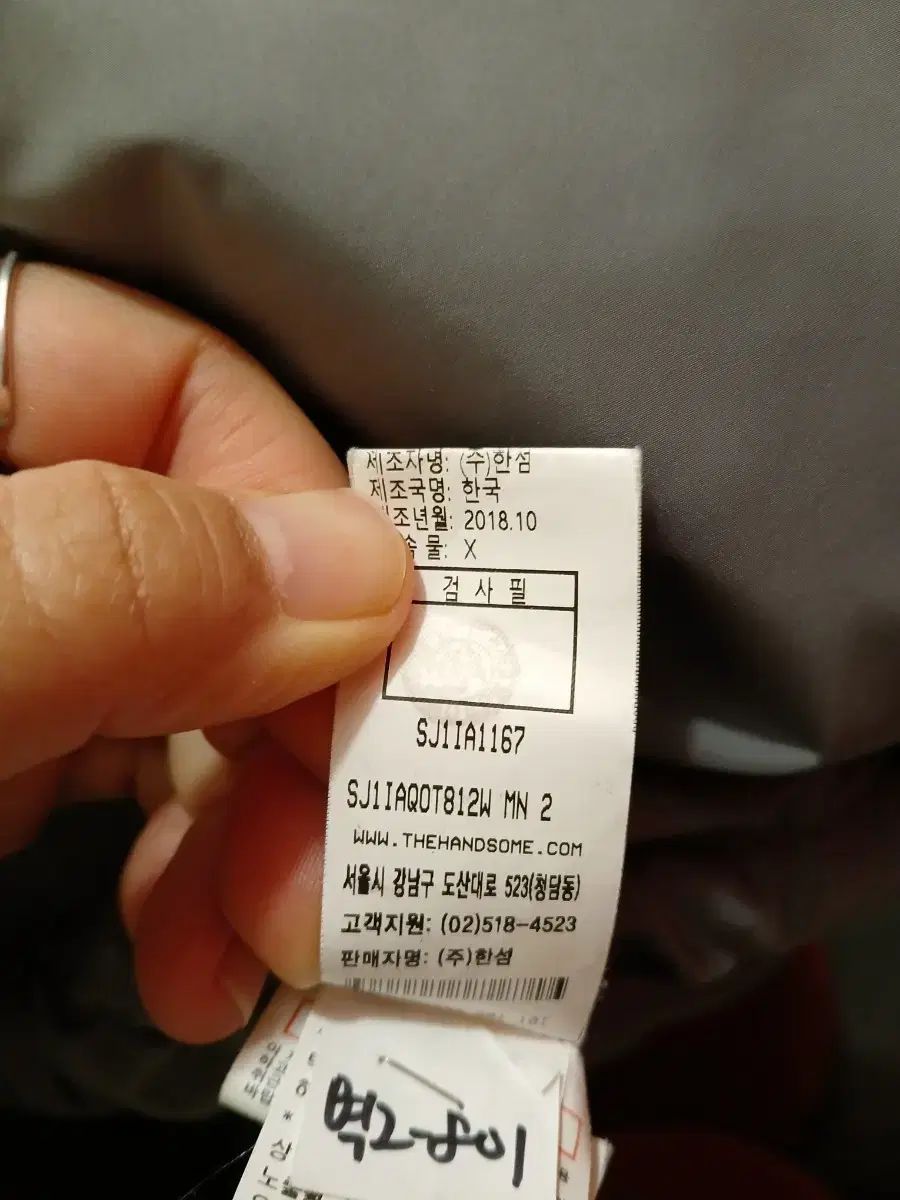 제조자명: (주)한섬
제조국명: 한국
조년월: 2018.10
속물: X
검사필
SJ1IA1167
SJ1IAQOT812W MN 2
WWW.THEHANDSOME.COM
서울시 강남구 도산대로 523(청담동)
고객지원: (02)518-4523
판매자명: (주)한섬